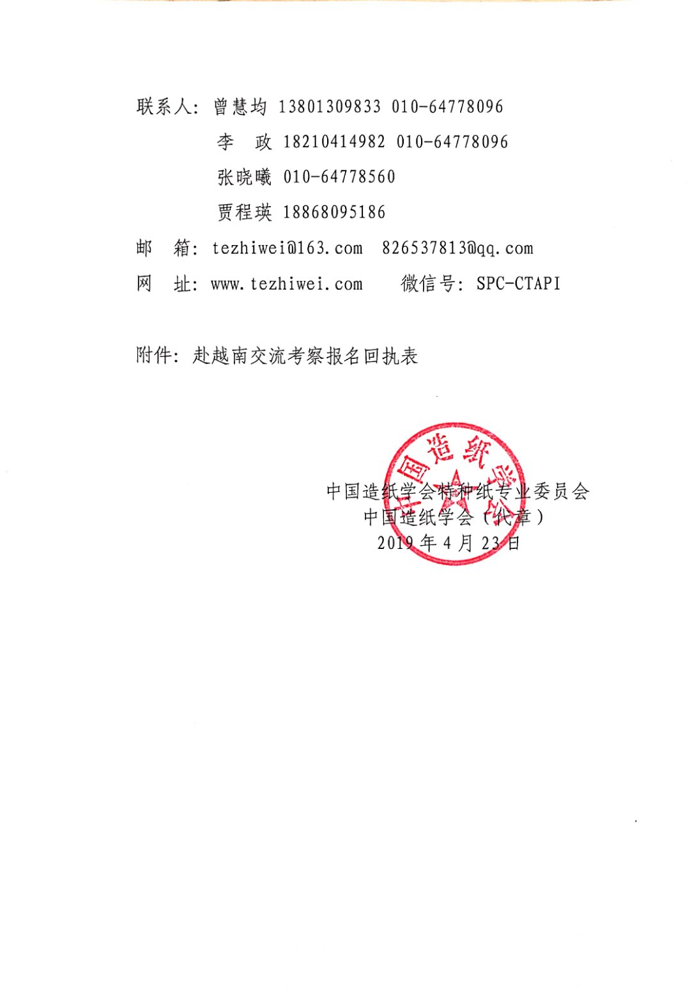 联系人：曾慧均 13801309833 010-64778096
李　政 18210414982 010-64778096
张晓曦 010-64778560
贾程瑛 18868095186
邮　箱：tezhiwei@163.com　826537813@qq.com
网　址：www.tezhiwei.com　　微信号：SPC-CTAPI
附件：赴越南交流考察报名回执表
中国造纸学会
中国造纸学会特种纸专业委员会
中国造纸学会（代章）
2019 年 4 月 23 日